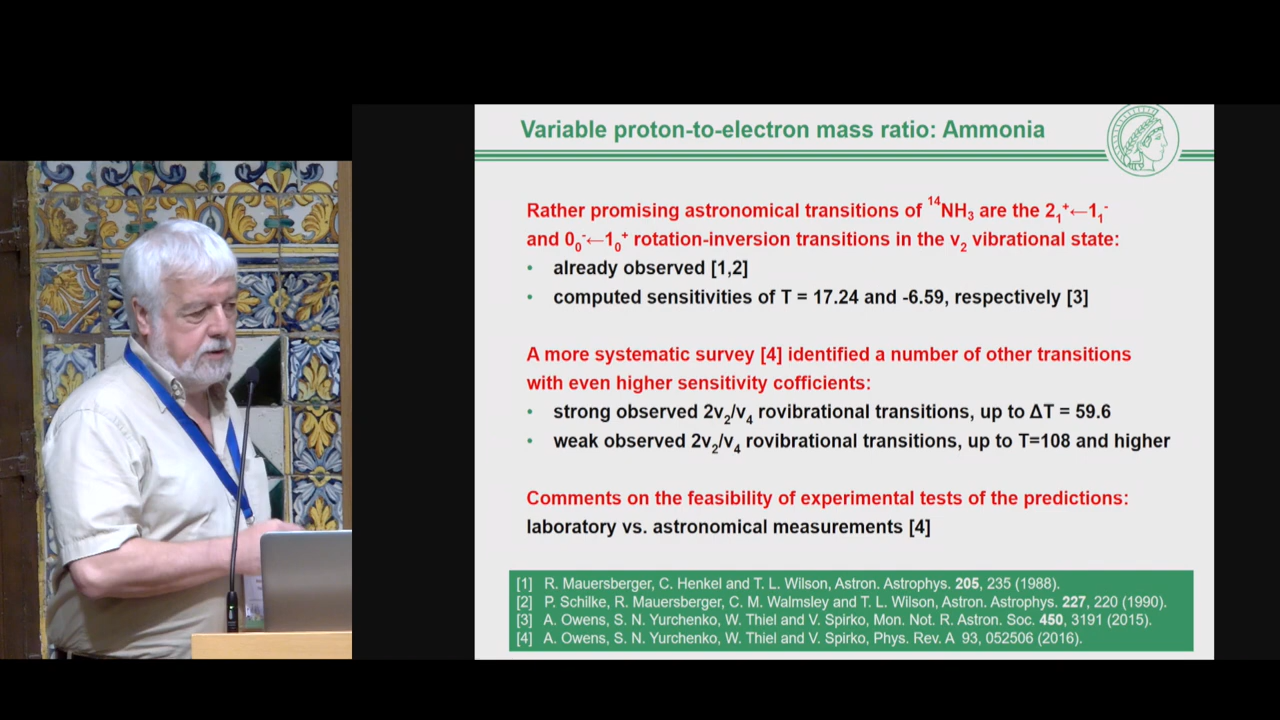 Variable proton-to-electron mass ratio: Ammonia
Rather promising astronomical transitions of ¹⁴NH₃ are the 2₁⁺←1₁⁻
and 0₀⁻←1₀⁺ rotation-inversion transitions in the ν₂ vibrational state:
• already observed [1,2]
• computed sensitivities of T = 17.24 and -6.59, respectively [3]
A more systematic survey [4] identified a number of other transitions
with even higher sensitivity cofficients:
• strong observed 2ν₂/ν₄ rovibrational transitions, up to ΔT = 59.6
• weak observed 2ν₂/ν₄ rovibrational transitions, up to T=108 and higher
Comments on the feasibility of experimental tests of the predictions:
laboratory vs. astronomical measurements [4]
[1] R. Mauersberger, C. Henkel and T. L. Wilson, Astron. Astrophys. 205, 235 (1988).
[2] P. Schilke, R. Mauersberger, C. M. Walmsley and T. L. Wilson, Astron. Astrophys. 227, 220 (1990).
[3] A. Owens, S. N. Yurchenko, W. Thiel and V. Spirko, Mon. Not. R. Astron. Soc. 450, 3191 (2015).
[4] A. Owens, S. N. Yurchenko, W. Thiel and V. Spirko, Phys. Rev. A 93, 052506 (2016).